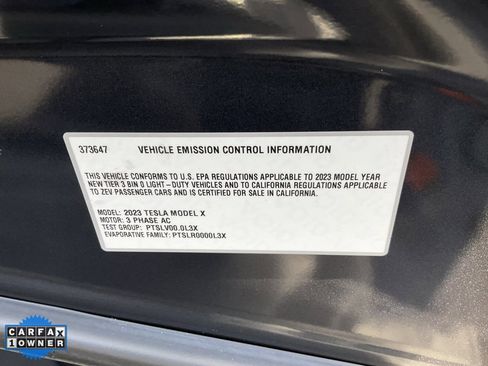 373647 VEHICLE EMISSION CONTROL INFORMATION
THIS VEHICLE CONFORMS TO U.S. EPA REGULATIONS APPLICABLE TO 2023 MODEL YEAR
NEW TIER 3 BIN 0 LIGHT-DUTY VEHICLES AND TO CALIFORNIA REGULATIONS APPLICABLE
TO ZEV PASSENGER CARS AND IS CERTIFIED FOR SALE IN CALIFORNIA.
MODEL: 2023 TESLA MODEL X
MOTOR: 3 PHASE AC
TEST GROUP: PTSLV00.0L3X
EVAPORATIVE FAMILY: PTSLR0000L3X
CARFAX
1 OWNER